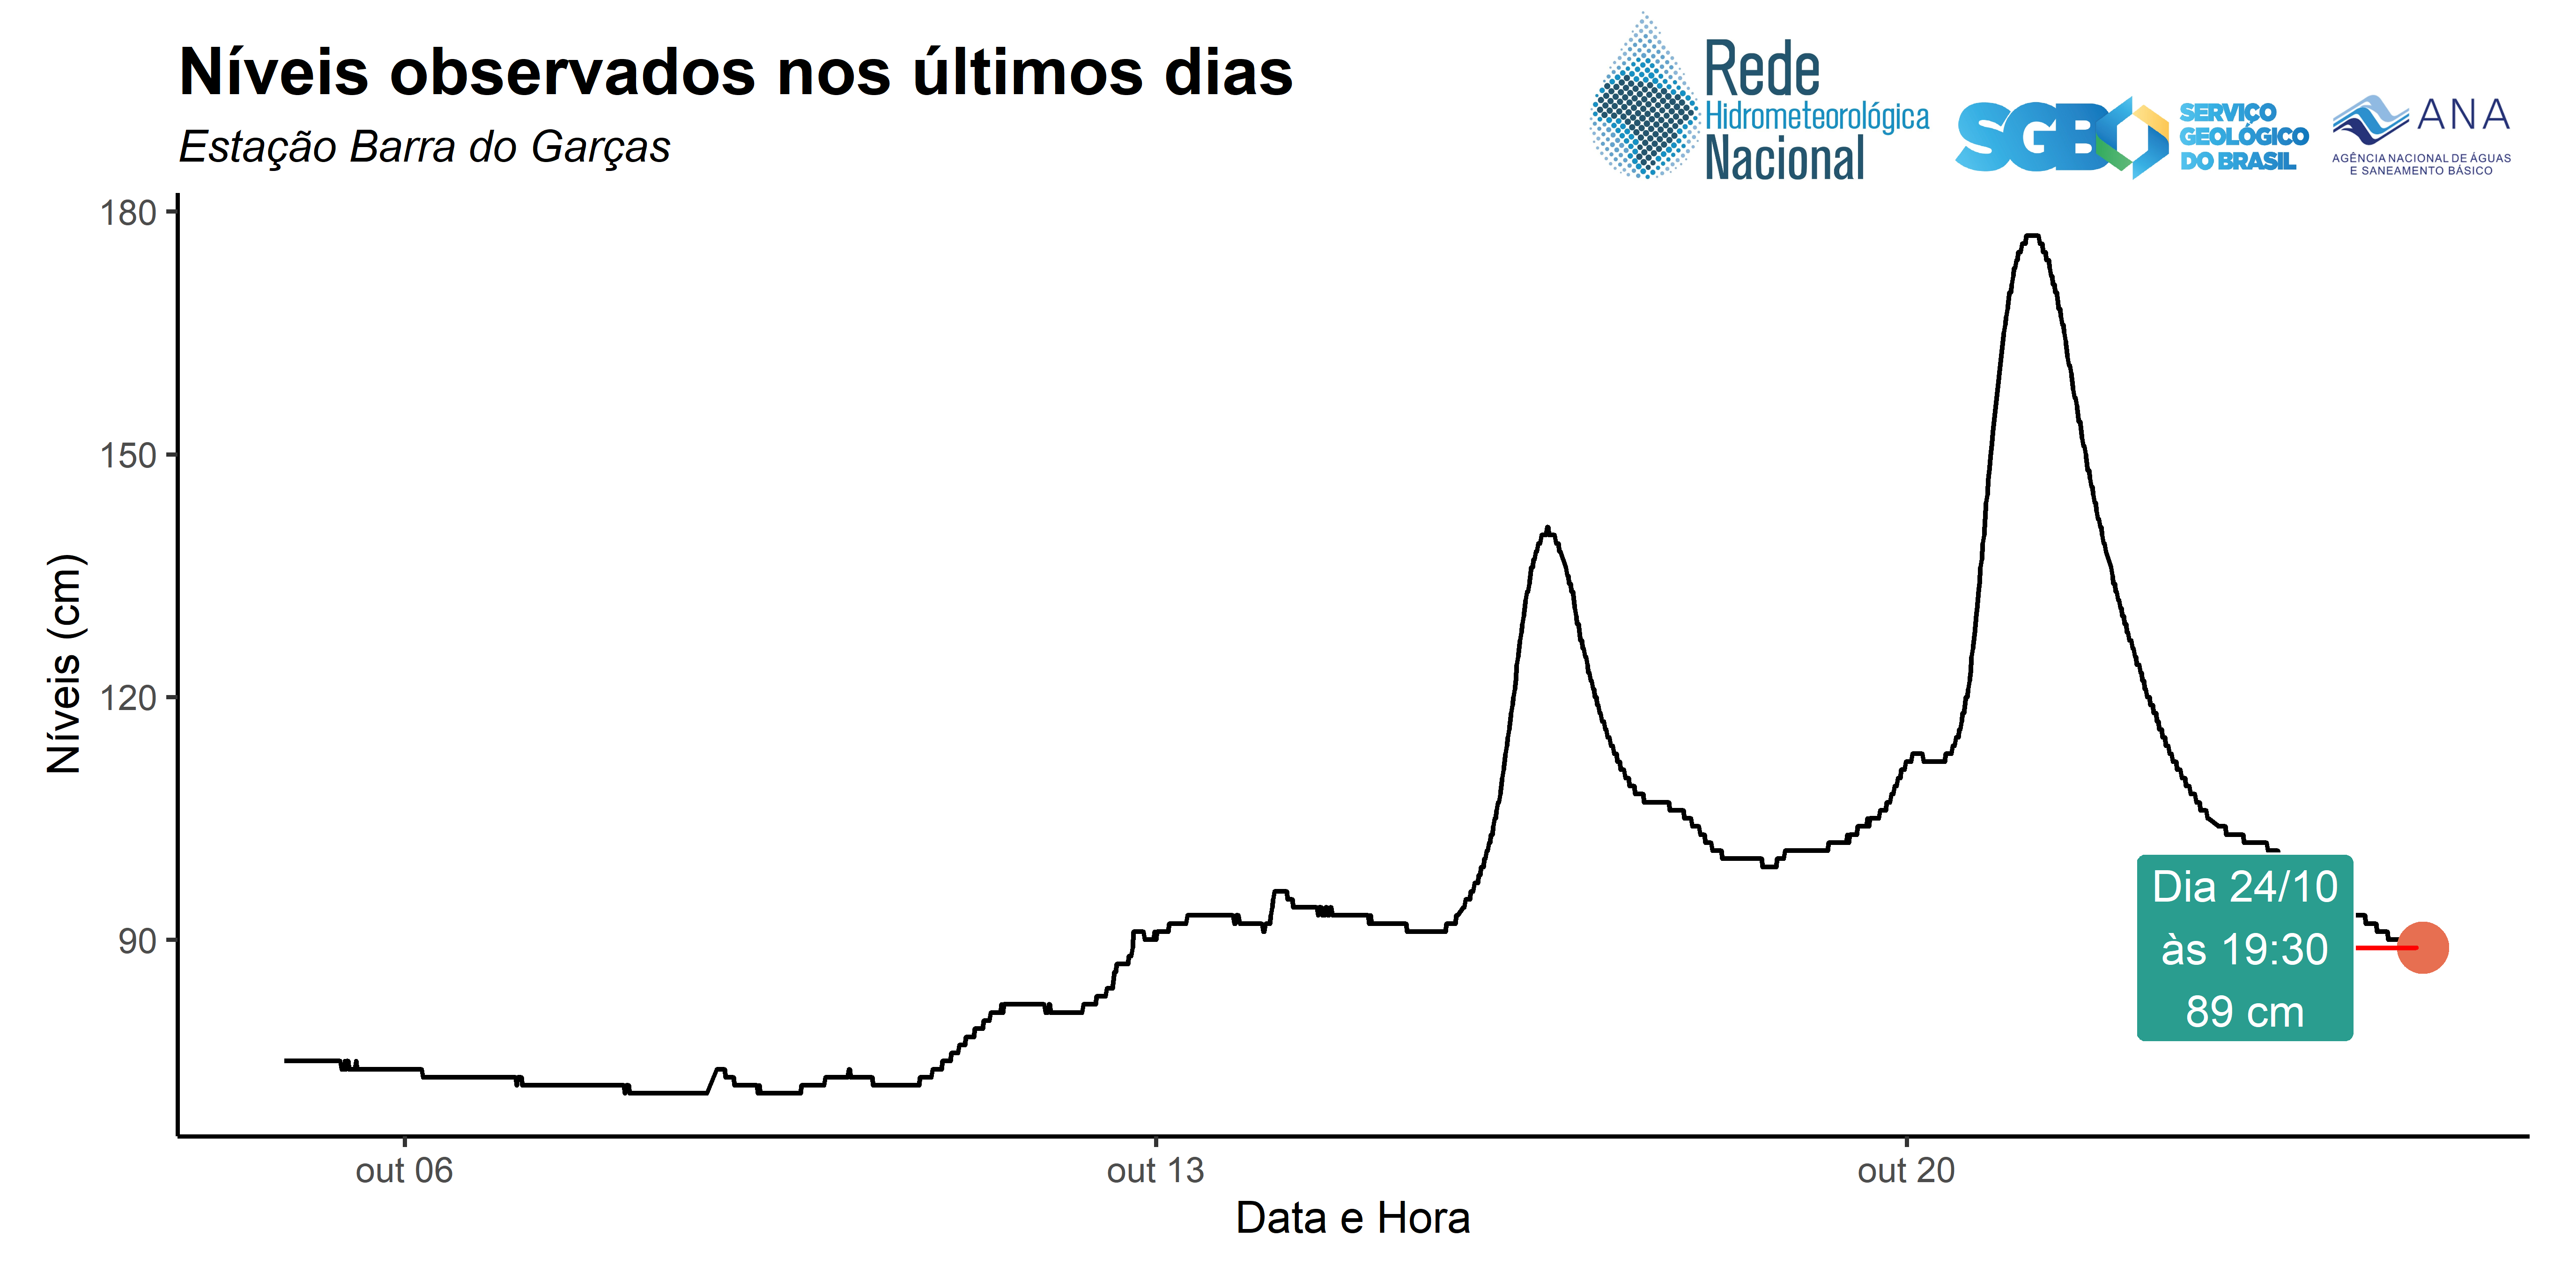 Níveis observados nos últimos dias
Estação Barra do Garças
Rede
Hidrometeorológica
Nacional
SGB
SERVIÇO
GEOLÓGICO
DO BRASIL
ANA
AGÊNCIA NACIONAL DE ÁGUAS
E SANEAMENTO BÁSICO
180
150
120
90
Níveis (cm)
Dia 24/10
às 19:30
89 cm
out 06
out 13
out 20
Data e Hora